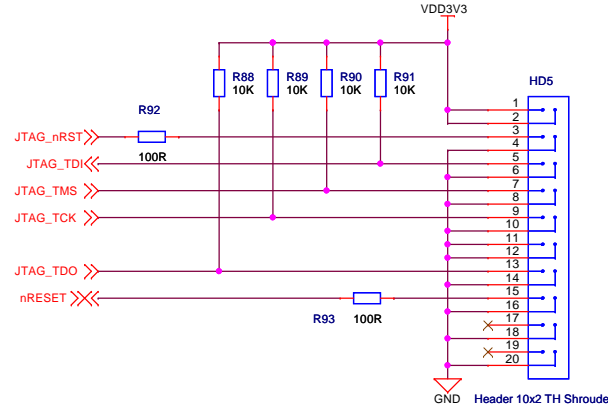 VDD3V3
R88
10K
R89
10K
R90
10K
R91
10K
HD5
R92
100R
JTAG_nRST
JTAG_TDI
JTAG_TMS
JTAG_TCK
JTAG_TDO
nRESET
R93
100R
1
2
3
4
5
6
7
8
9
10
11
12
13
14
15
16
17
18
19
20
GND
Header 10x2 TH Shroude